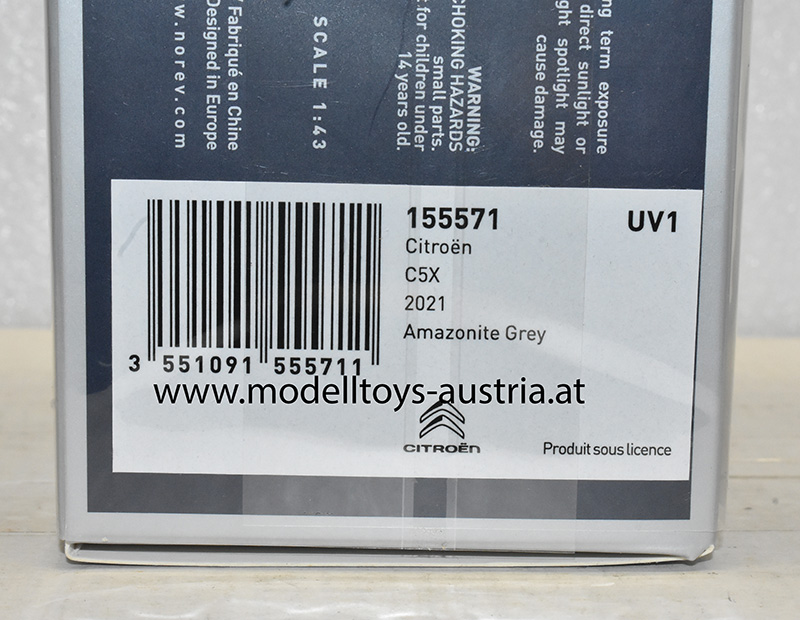 w.norev.com
Designed in Europe
Fabriqué en Chine
SCALE 1:43
WARNING:
CHOKING HAZARDS
small parts.
for children under
14 years old.
term exposure
direct sunlight or
spotlight may
cause damage.
155571
UV1
Citroën
C5X
2021
Amazonite Grey
3 551091 555711
www.modelltoys-austria.at
CITROËN
Produit sous licence